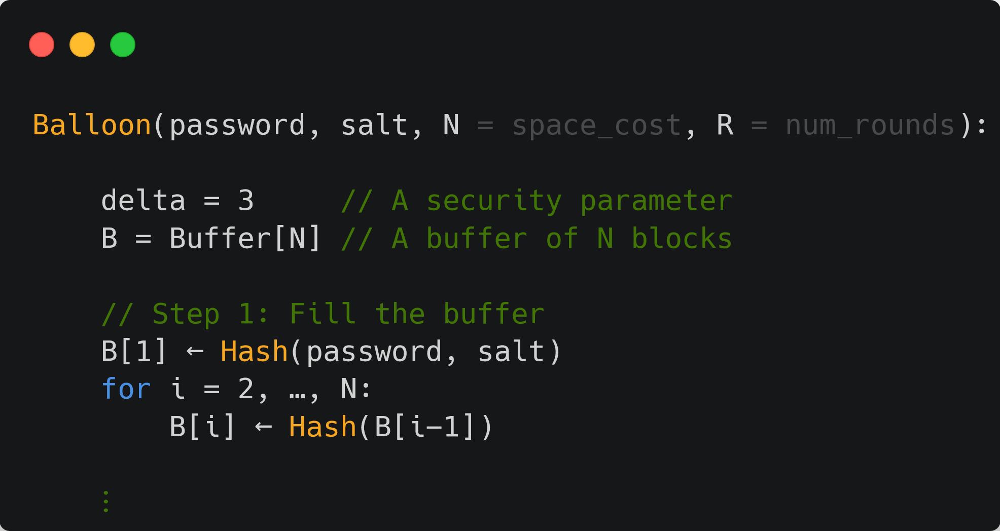 Balloon(password, salt, N = space_cost, R = num_rounds):
delta = 3 // A security parameter
B = Buffer[N] // A buffer of N blocks
// Step 1: Fill the buffer
B[1] ← Hash(password, salt)
for i = 2, …, N:
B[i] ← Hash(B[i−1])
⋮